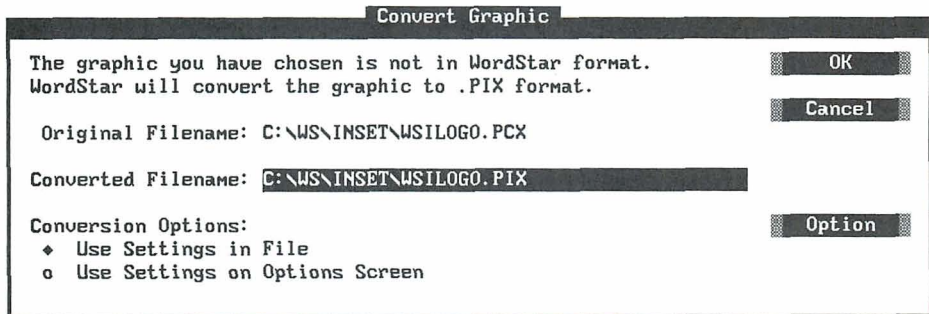 Convert Graphic
The graphic you have chosen is not in WordStar format.
OK
WordStar will convert the graphic to .PIX format.
Cancel
Original Filename: C:\WS\INSET\WSILOGO.PCX
Converted Filename: C:\WS\INSET\WSILOGO.PIX
Conversion Options:
Option
Use Settings in File
Use Settings on Options Screen